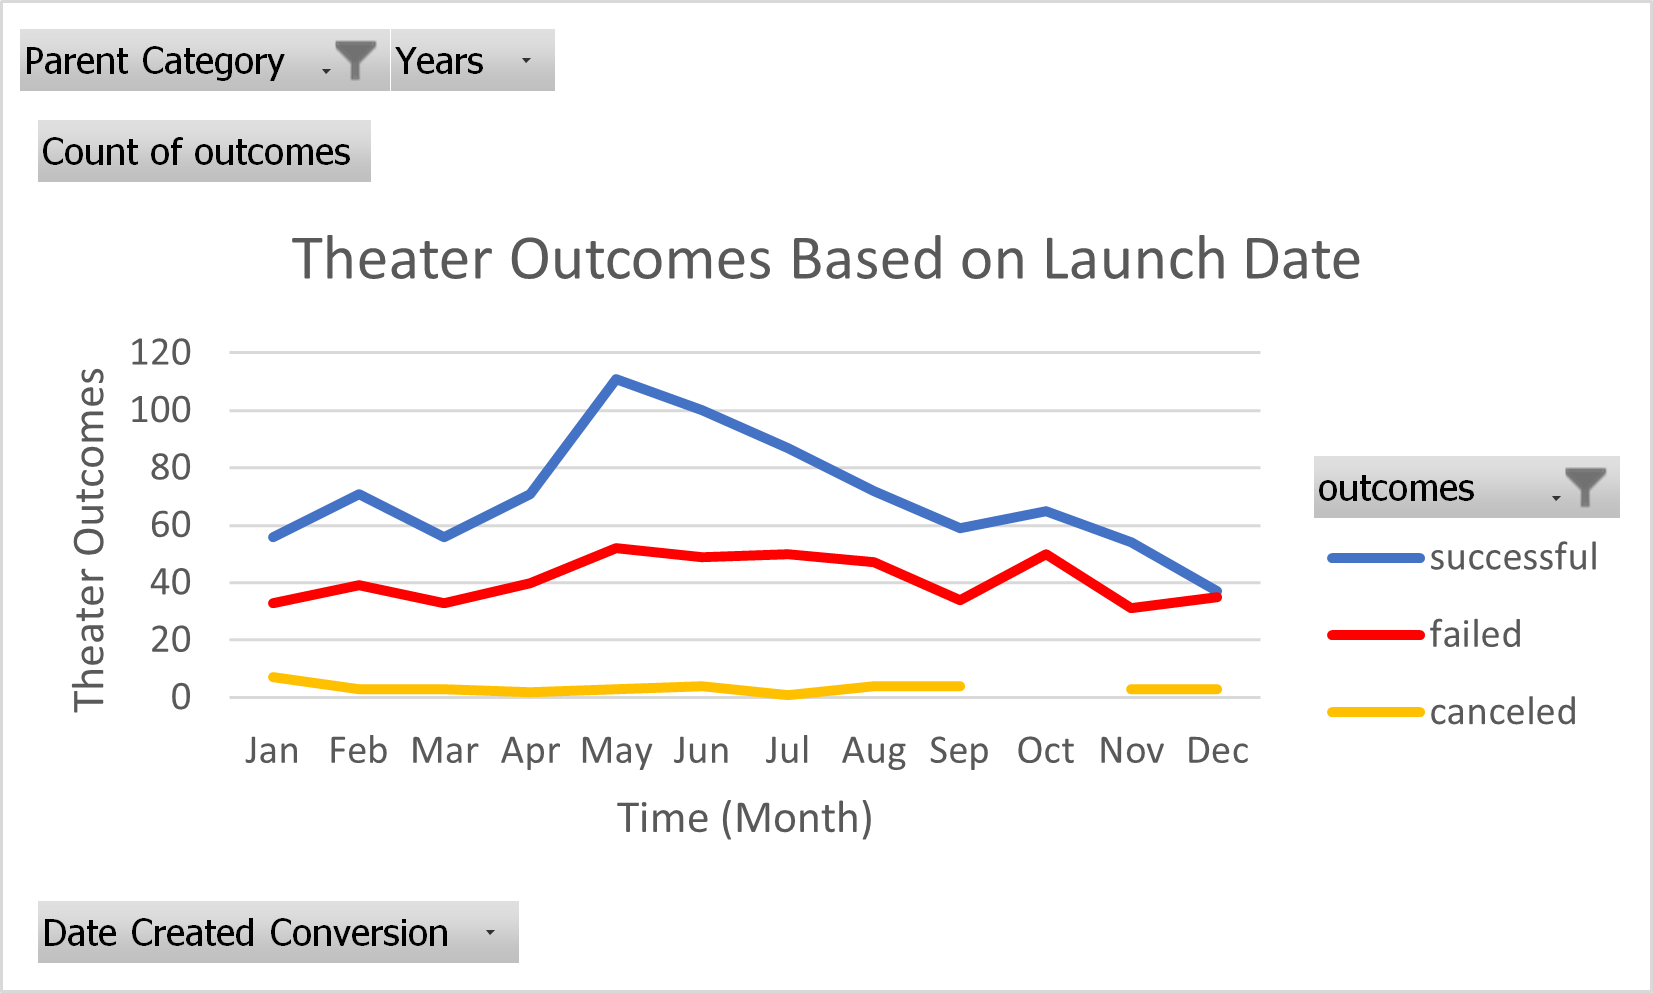 Parent Category Years
Count of outcomes
Theater Outcomes Based on Launch Date
120
100
80
60
40
20
0
Theater Outcomes
Jan Feb Mar Apr May Jun Jul Aug Sep Oct Nov Dec
Time (Month)
outcomes
successful
failed
canceled
Date Created Conversion